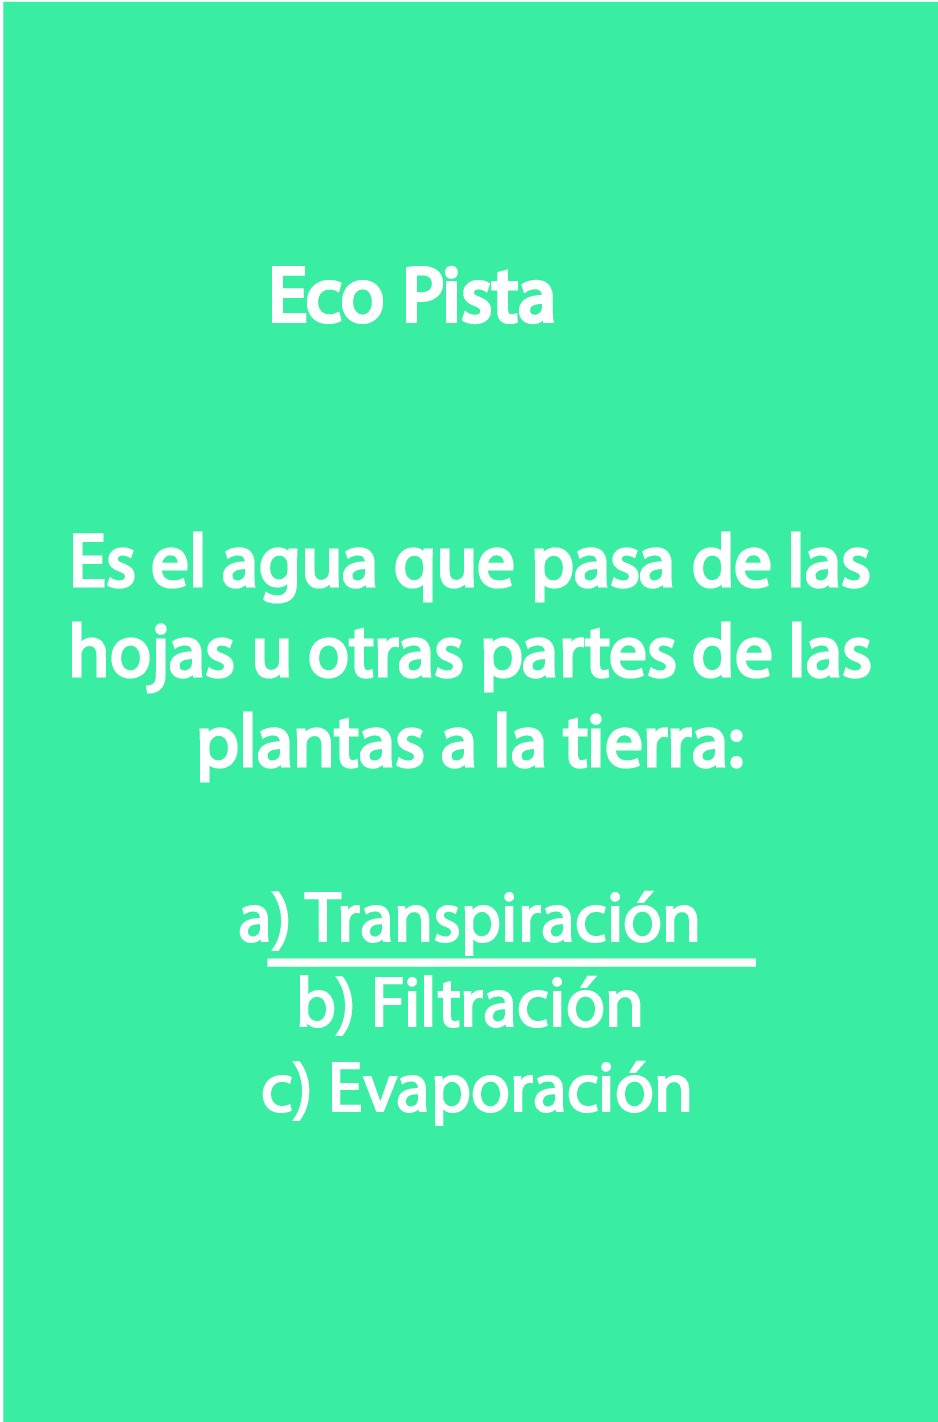 Eco Pista
Es el agua que pasa de las
hojas u otras partes de las
plantas a la tierra:
a) Transpiración
b) Filtración
c) Evaporación